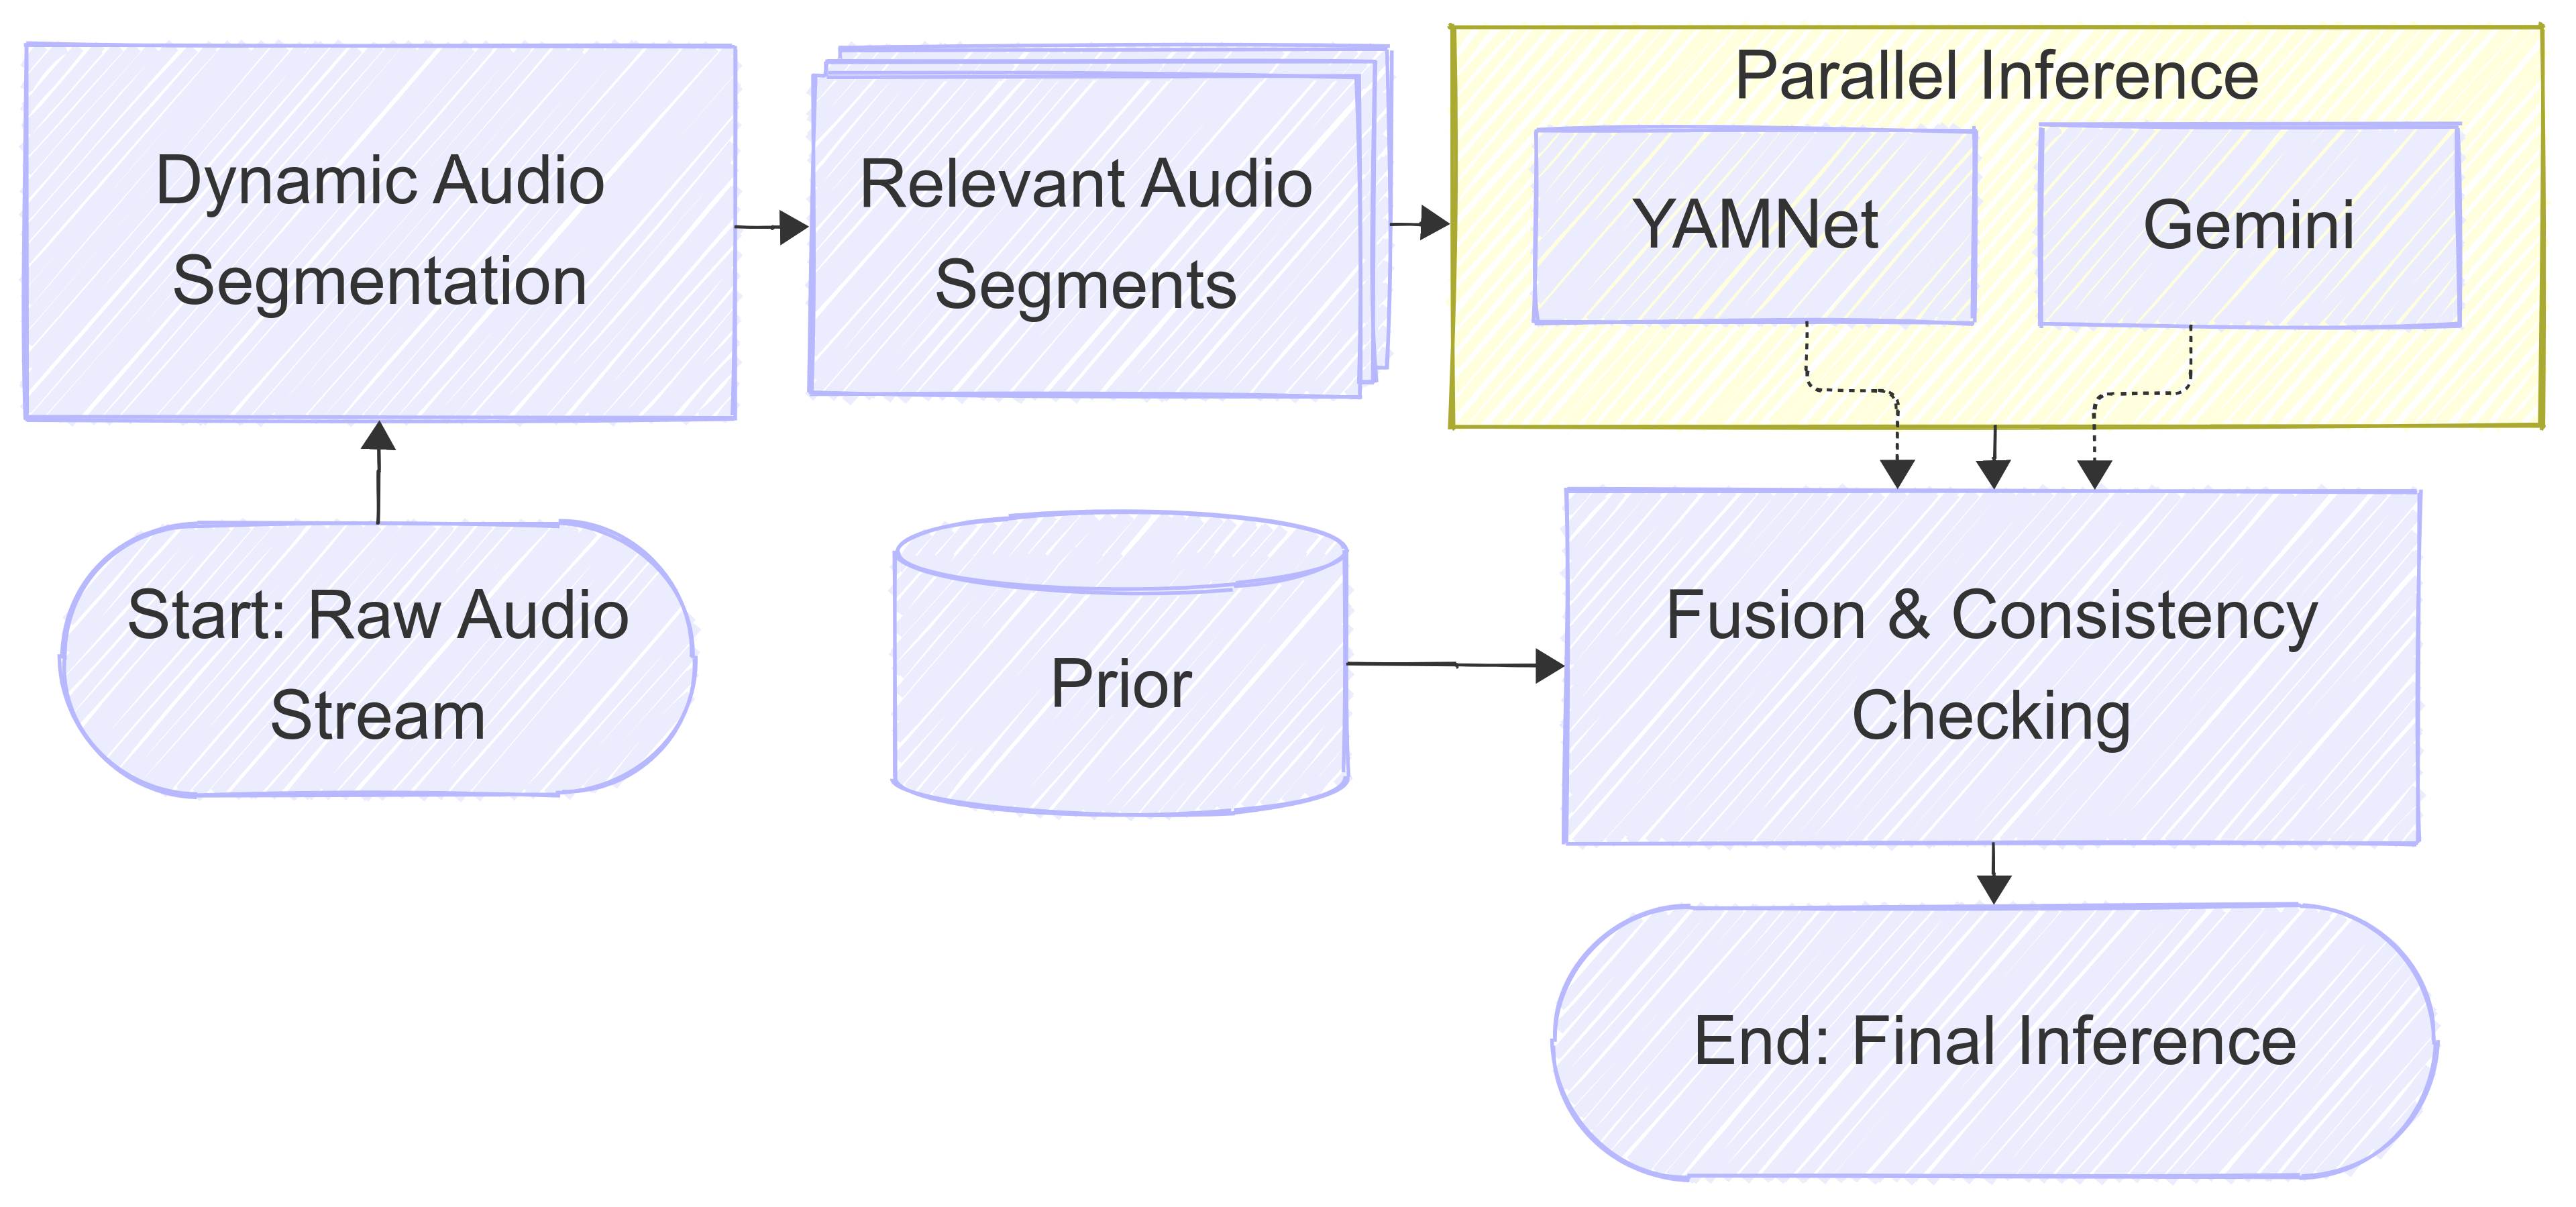 Dynamic Audio
Segmentation
Relevant Audio
Segments
Parallel Inference
YAMNet
Gemini
Start: Raw Audio
Stream
Prior
Fusion & Consistency
Checking
End: Final Inference